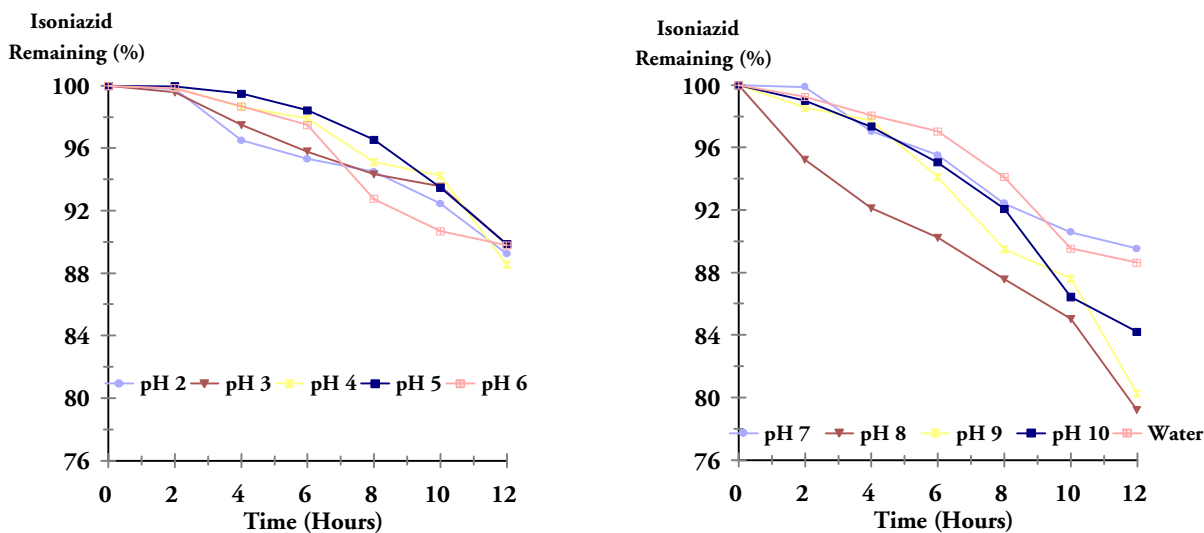 Isoniazid
Remaining (%)
100
96
92
88
84
80
76
pH 2 pH 3 pH 4 pH 5 pH 6
0 2 4 6 8 10 12
Time (Hours)
Isoniazid
Remaining (%)
100
96
92
88
84
80
76
pH 7 pH 8 pH 9 pH 10 Water
0 2 4 6 8 10 12
Time (Hours)